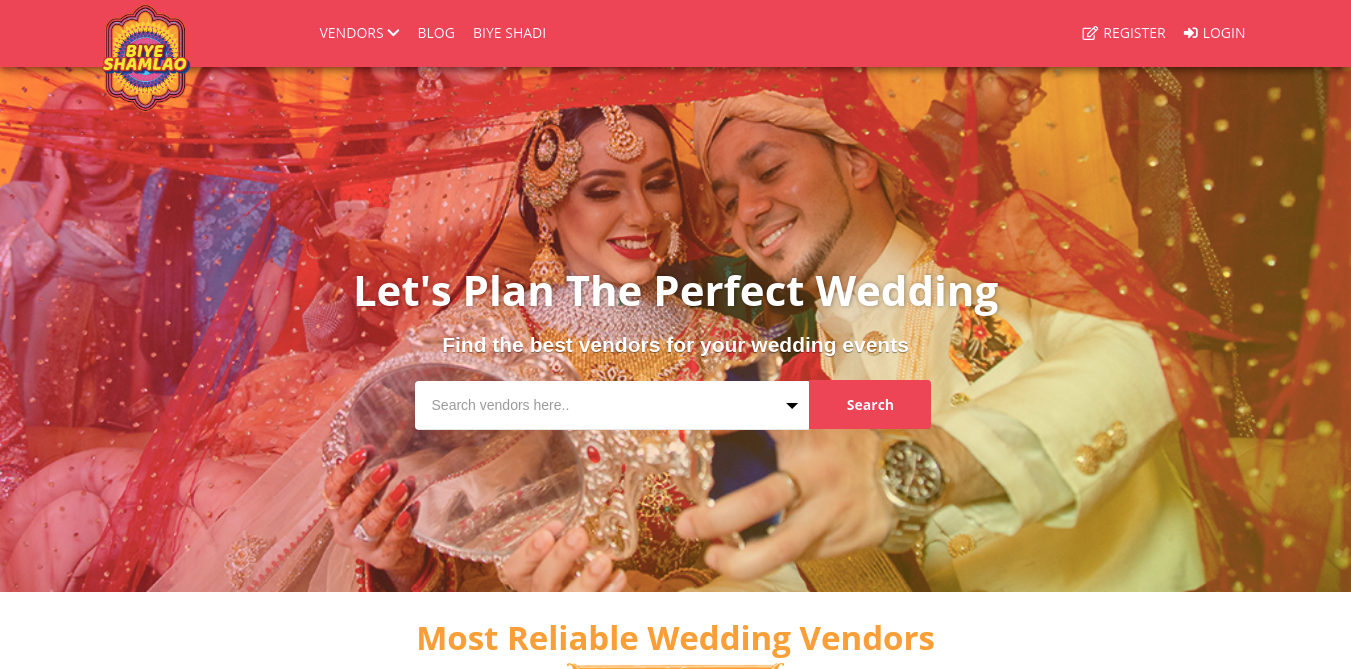 BIYE
SHAMLAO
VENDORS
BLOG
BIYE SHADI
REGISTER
LOGIN
Let's Plan The Perfect Wedding
Find the best vendors for your wedding events
Search vendors here..
Search
Most Reliable Wedding Vendors